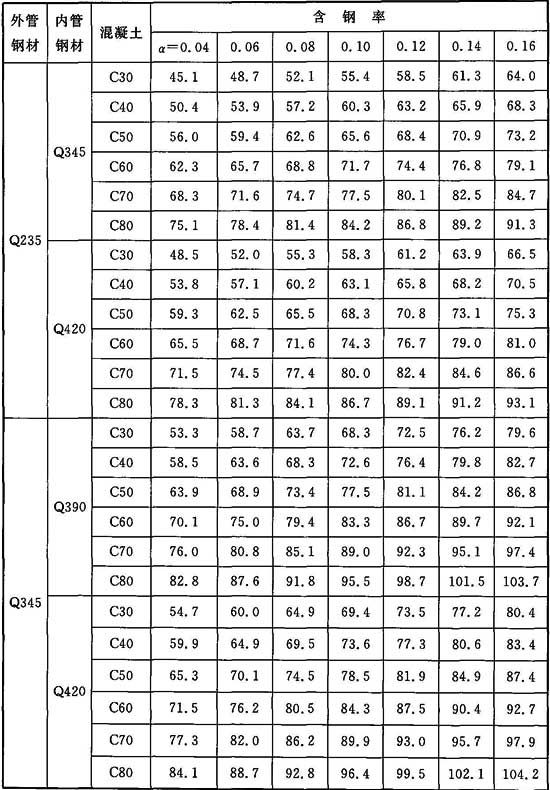 外管 内管 混凝土 含钢率
钢材 钢材 α=0.04 0.06 0.08 0.10 0.12 0.14 0.16
Q235 Q345 C30 45.1 48.7 52.1 55.4 58.5 61.3 64.0
C40 50.4 53.9 57.2 60.3 63.2 65.9 68.3
C50 56.0 59.4 62.6 65.6 68.4 70.9 73.2
C60 62.3 65.7 68.8 71.7 74.4 76.8 79.1
C70 68.3 71.6 74.7 77.5 80.1 82.5 84.7
C80 75.1 78.4 81.4 84.2 86.8 89.2 91.3
Q420 C30 48.5 52.0 55.3 58.3 61.2 63.9 66.5
C40 53.8 57.1 60.2 63.1 65.8 68.2 70.5
C50 59.3 62.5 65.5 68.3 70.8 73.1 75.3
C60 65.5 68.7 71.6 74.3 76.7 79.0 81.0
C70 71.5 74.5 77.4 80.0 82.4 84.6 86.6
C80 78.3 81.3 84.1 86.7 89.1 91.2 93.1
Q345 Q390 C30 53.3 58.7 63.7 68.3 72.5 76.2 79.6
C40 58.5 63.6 68.3 72.6 76.4 79.8 82.7
C50 63.9 68.9 73.4 77.5 81.1 84.2 86.8
C60 70.1 75.0 79.4 83.3 86.7 89.7 92.1
C70 76.0 80.8 85.1 89.0 92.3 95.1 97.4
C80 82.8 87.6 91.8 95.5 98.7 101.5 103.7
Q420 C30 54.7 60.0 64.9 69.4 73.5 77.2 80.4
C40 59.9 64.9 69.5 73.6 77.3 80.6 83.4
C50 65.3 70.1 74.5 78.5 81.9 84.9 87.4
C60 71.5 76.2 80.5 84.3 87.5 90.4 92.7
C70 77.3 82.0 86.2 89.9 93.0 95.7 97.9
C80 84.1 88.7 92.8 96.4 99.5 102.1 104.2